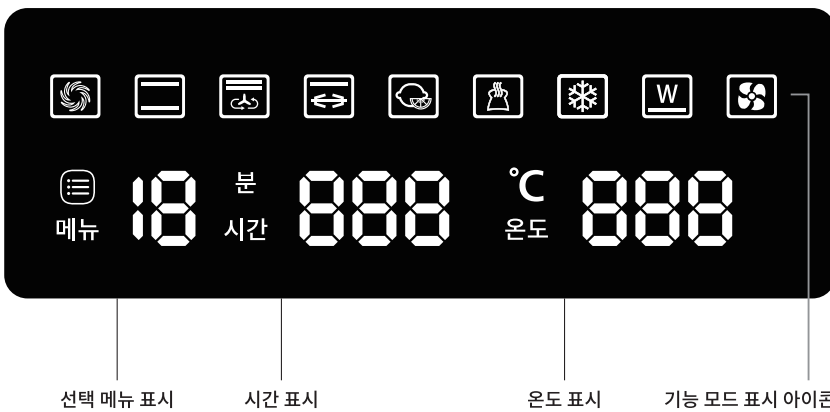 W
분 ℃
메뉴 18 시간 888 온도 888
선택 메뉴 표시 시간 표시 온도 표시 기능 모드 표시 아이콘